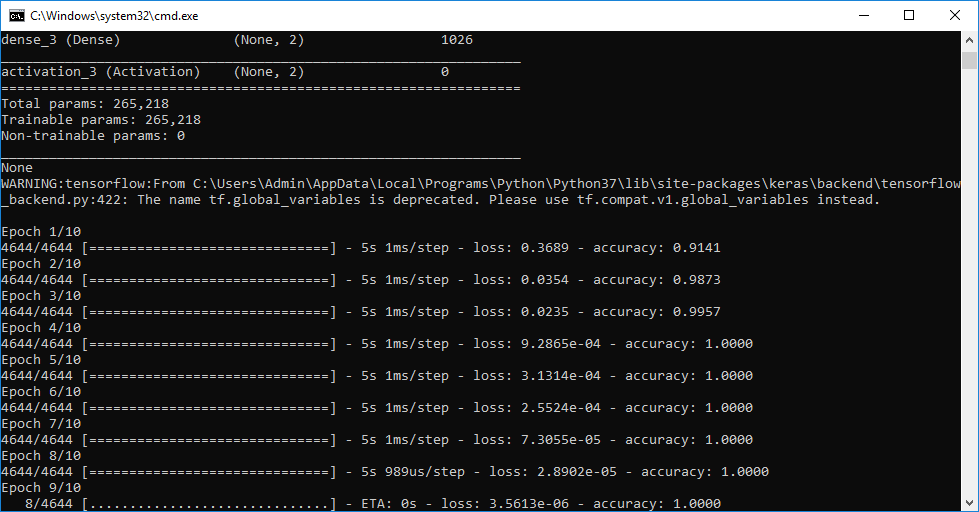 C:\Windows\system32\cmd.exe
dense_3 (Dense)              (None, 2)                 1026
_________________________________________________________________
activation_3 (Activation)    (None, 2)                 0
=================================================================
Total params: 265,218
Trainable params: 265,218
Non-trainable params: 0
_________________________________________________________________
None
WARNING:tensorflow:From C:\Users\Admin\AppData\Local\Programs\Python\Python37\lib\site-packages\keras\backend\tensorflow
_backend.py:422: The name tf.global_variables is deprecated. Please use tf.compat.v1.global_variables instead.

Epoch 1/10
4644/4644 [==============================] - 5s 1ms/step - loss: 0.3689 - accuracy: 0.9141
Epoch 2/10
4644/4644 [==============================] - 5s 1ms/step - loss: 0.0354 - accuracy: 0.9873
Epoch 3/10
4644/4644 [==============================] - 5s 1ms/step - loss: 0.0235 - accuracy: 0.9957
Epoch 4/10
4644/4644 [==============================] - 5s 1ms/step - loss: 9.2865e-04 - accuracy: 1.0000
Epoch 5/10
4644/4644 [==============================] - 5s 1ms/step - loss: 3.1314e-04 - accuracy: 1.0000
Epoch 6/10
4644/4644 [==============================] - 5s 1ms/step - loss: 2.5524e-04 - accuracy: 1.0000
Epoch 7/10
4644/4644 [==============================] - 5s 1ms/step - loss: 7.3055e-05 - accuracy: 1.0000
Epoch 8/10
4644/4644 [==============================] - 5s 989us/step - loss: 2.8902e-05 - accuracy: 1.0000
Epoch 9/10
   8/4644 [..............................] - ETA: 0s - loss: 3.5613e-06 - accuracy: 1.0000